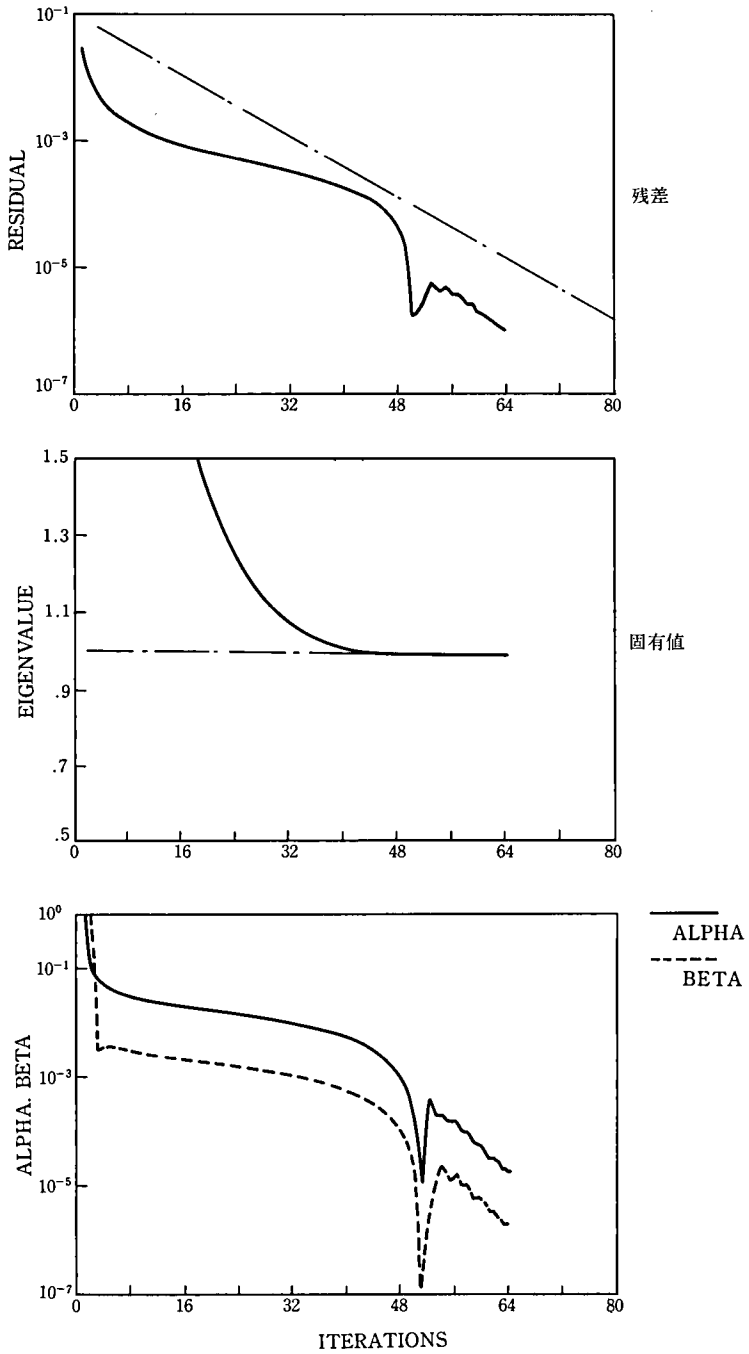 10⁻¹
10⁻³
10⁻⁵
10⁻⁷
RESIDUAL
残差
0 16 32 48 64 80
1.5
1.3
1.1
.9
.7
.5
EIGENVALUE
固有値
0 16 32 48 64 80
10⁰
10⁻¹
10⁻³
10⁻⁵
10⁻⁷
ALPHA. BETA
ALPHA
BETA
0 16 32 48 64 80
ITERATIONS